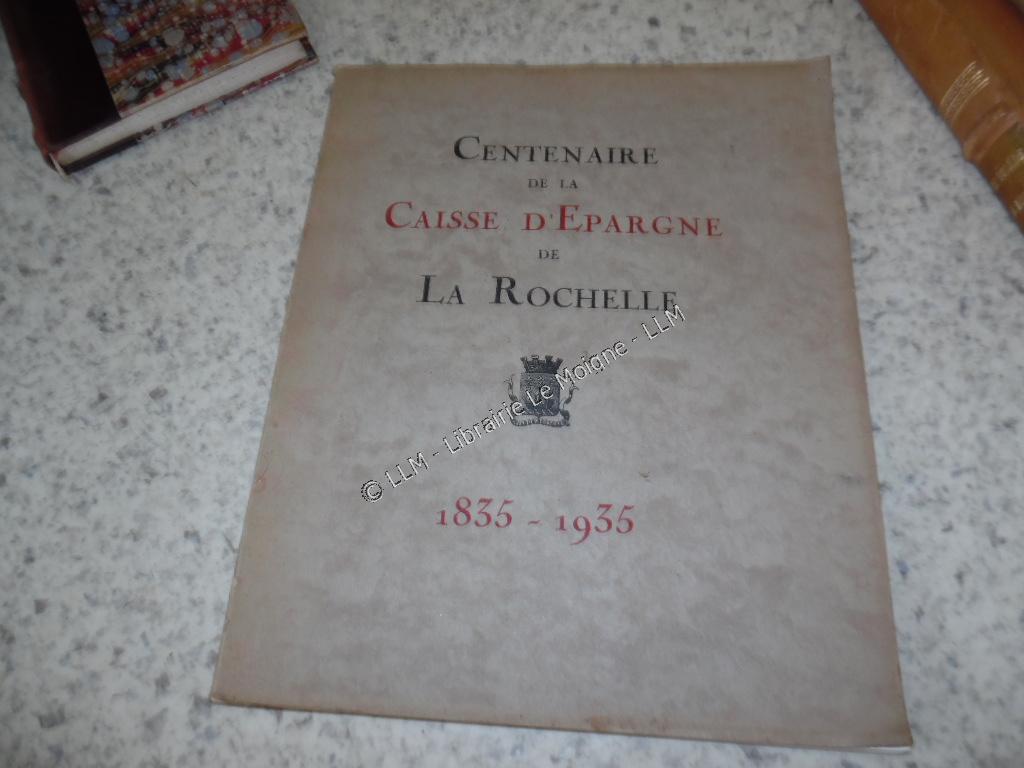 CENTENAIRE
DE LA
CAISSE D'EPARGNE
DE
LA ROCHELLE
© LLM - Librairie Le Moigne - LLM
1835 - 1935